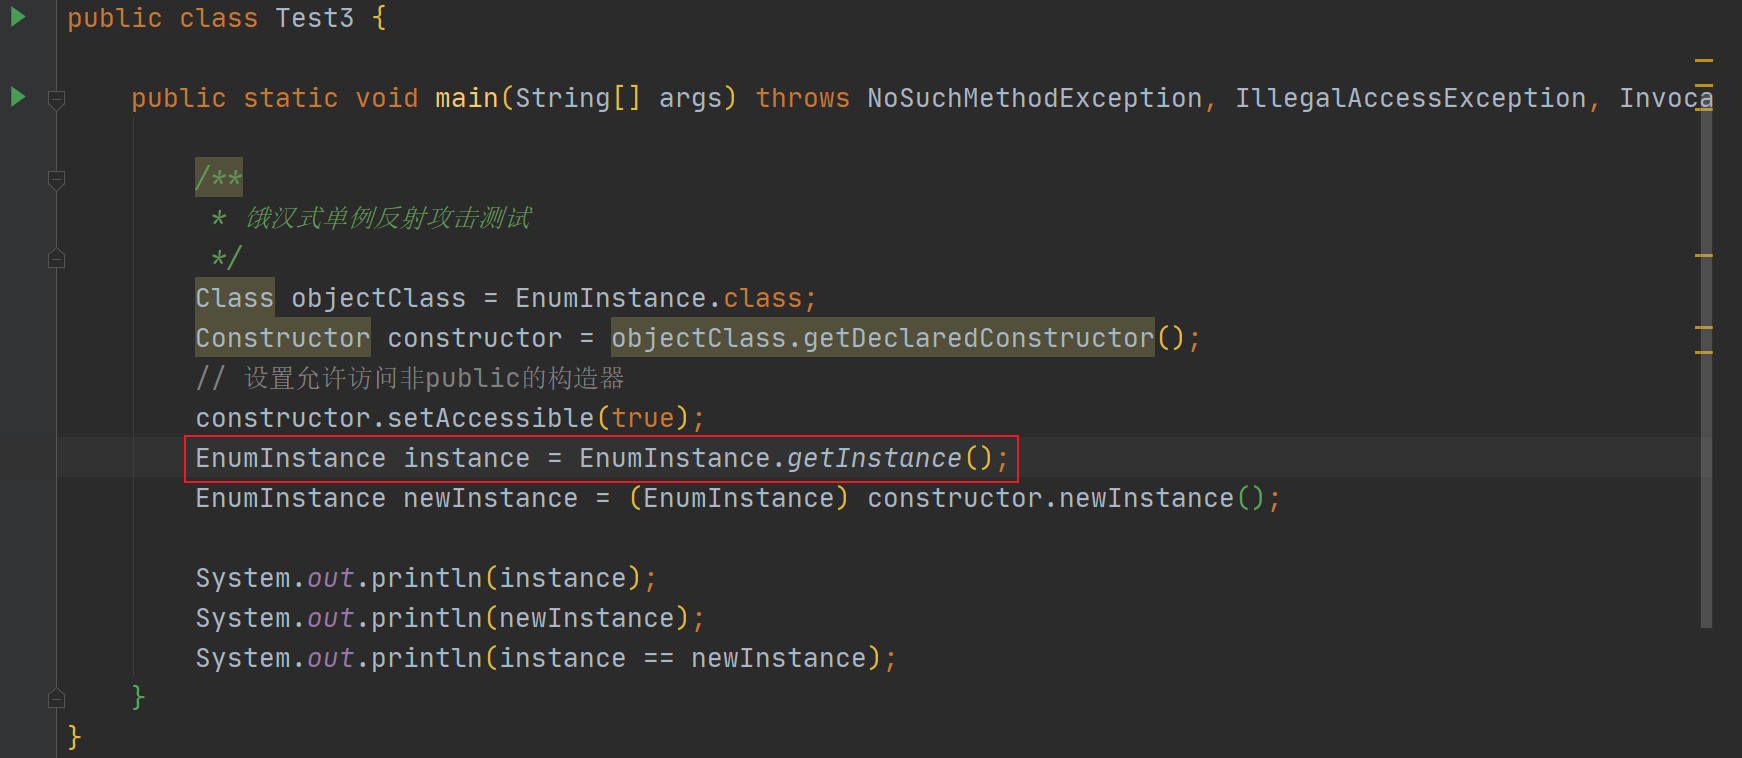 public class Test3 {
public static void main(String[] args) throws NoSuchMethodException, IllegalAccessException, Invoca
/**
* 饿汉式单例反射攻击测试
*/
Class objectClass = EnumInstance.class;
Constructor constructor = objectClass.getDeclaredConstructor();
// 设置允许访问非public的构造器
constructor.setAccessible(true);
EnumInstance instance = EnumInstance.getInstance();
EnumInstance newInstance = (EnumInstance) constructor.newInstance();
System.out.println(instance);
System.out.println(newInstance);
System.out.println(instance == newInstance);
}
}